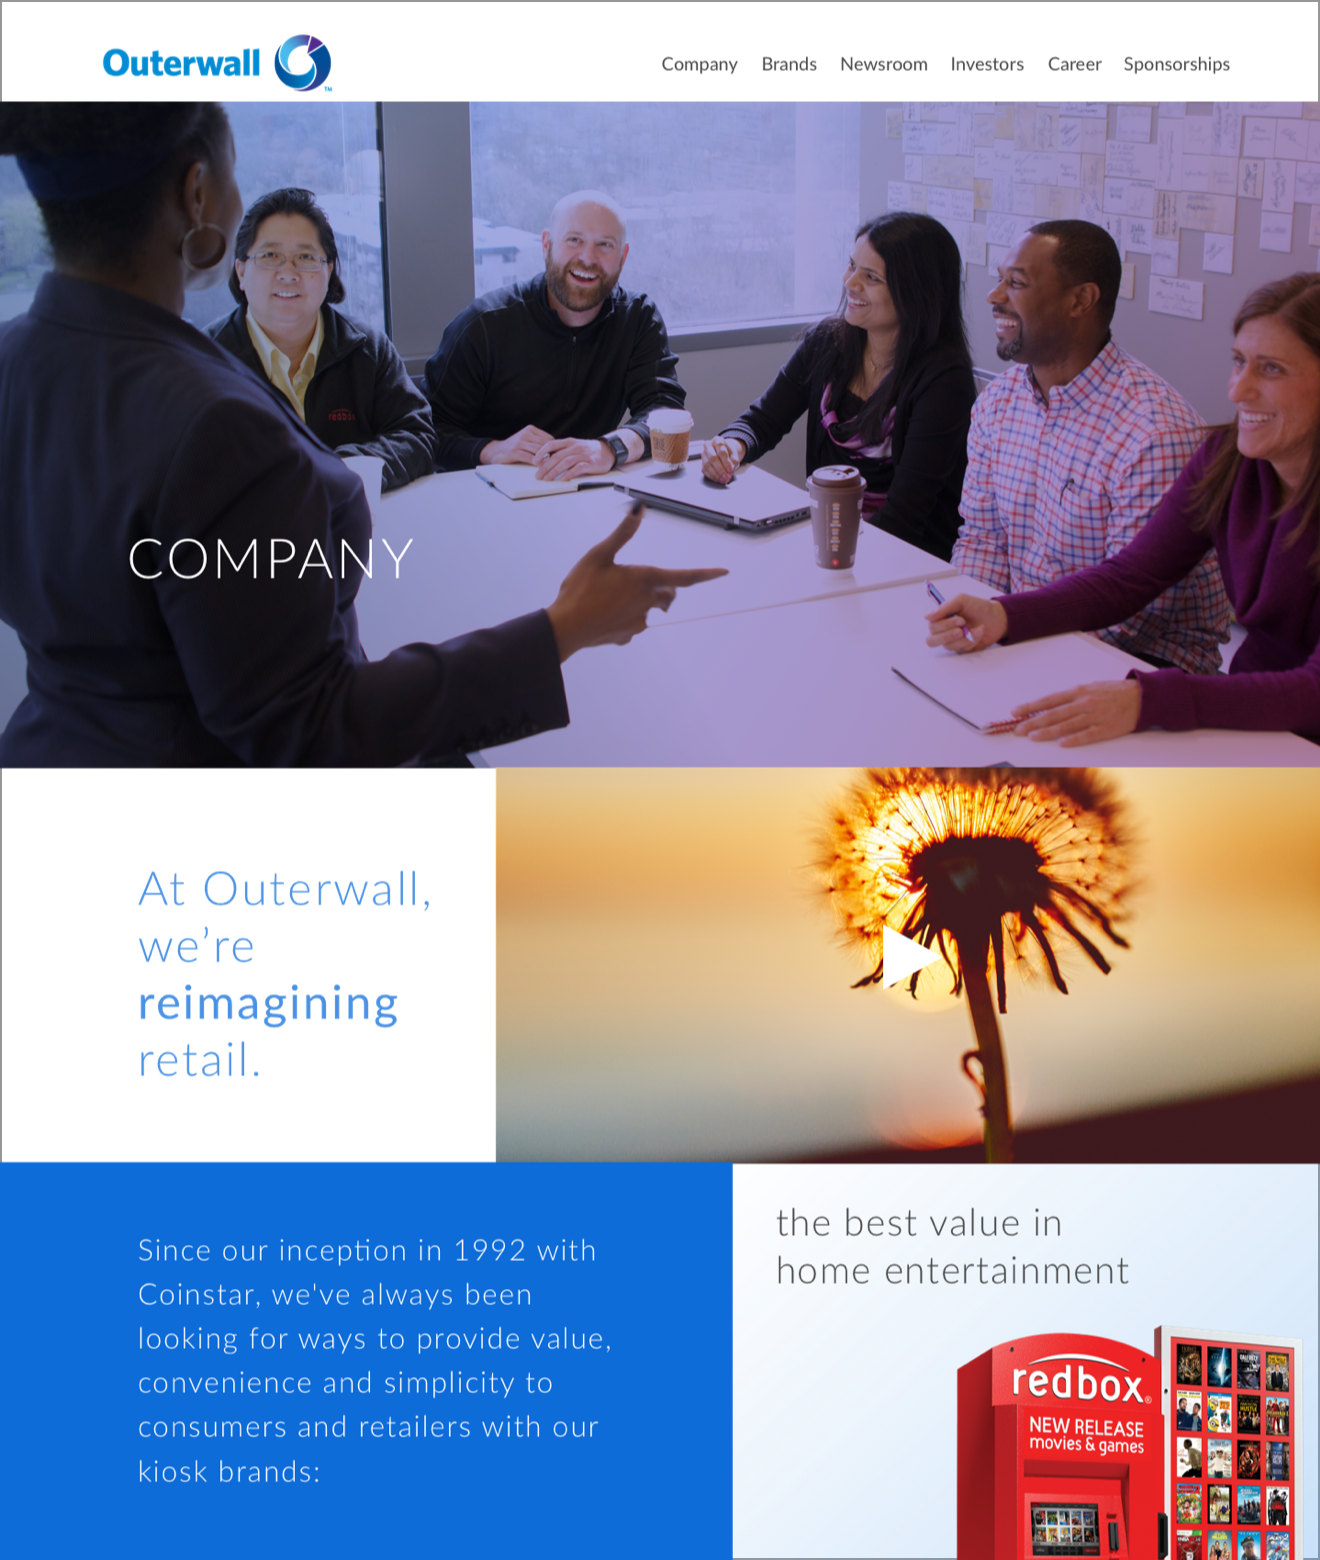 Outerwall
TM
Company Brands Newsroom Investors Career Sponsorships
redbox
COMPANY
At Outerwall,
we’re
reimagining
retail.
Since our inception in 1992 with
Coinstar, we've always been
looking for ways to provide value,
convenience and simplicity to
consumers and retailers with our
kiosk brands:
the best value in
home entertainment
redbox®
NEW RELEASE
movies & games